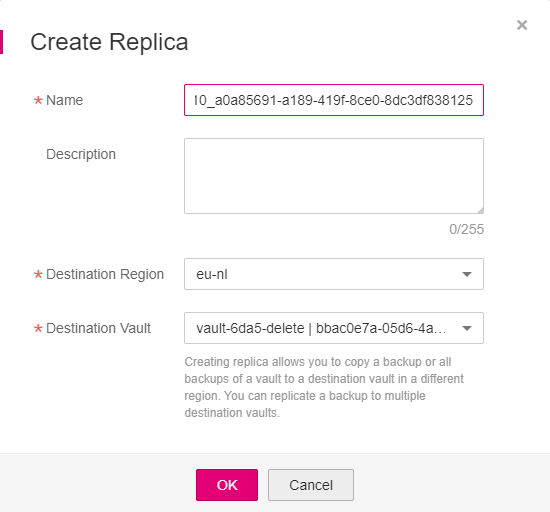 Create Replica
* Name
10_a0a85691-a189-419f-8ce0-8dc3df838125
Description
0/255
* Destination Region
eu-nl
* Destination Vault
vault-6da5-delete | bbac0e7a-05d6-4a...
Creating replica allows you to copy a backup or all
backups of a vault to a destination vault in a different
region. You can replicate a backup to multiple
destination vaults.
OK
Cancel